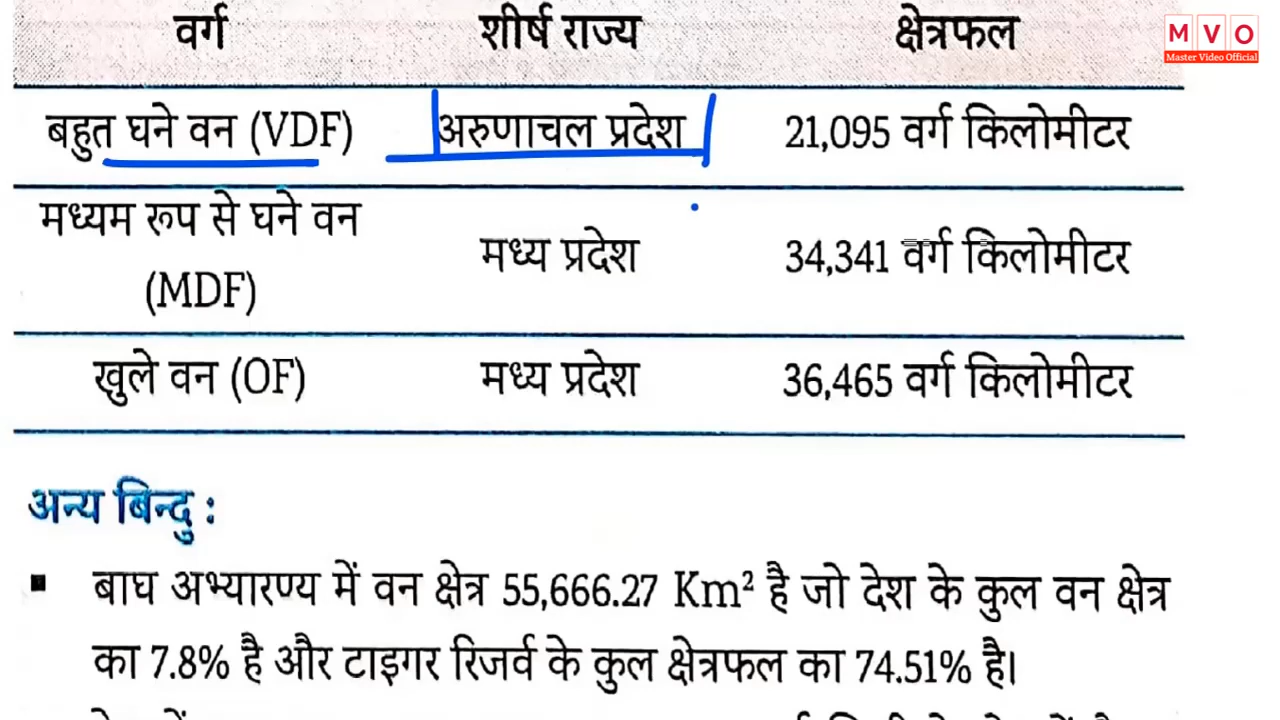 वर्ग शीर्ष राज्य क्षेत्रफल
M V O
Master Video Official
बहुत घने वन (VDF) अरुणाचल प्रदेश 21,095 वर्ग किलोमीटर
मध्यम रूप से घने वन
(MDF) मध्य प्रदेश 34,341 वर्ग किलोमीटर
खुले वन (OF) मध्य प्रदेश 36,465 वर्ग किलोमीटर
अन्य बिन्दु :
▪ बाघ अभ्यारण्य में वन क्षेत्र 55,666.27 Km² है जो देश के कुल वन क्षेत्र
का 7.8% है और टाइगर रिजर्व के कुल क्षेत्रफल का 74.51% है।